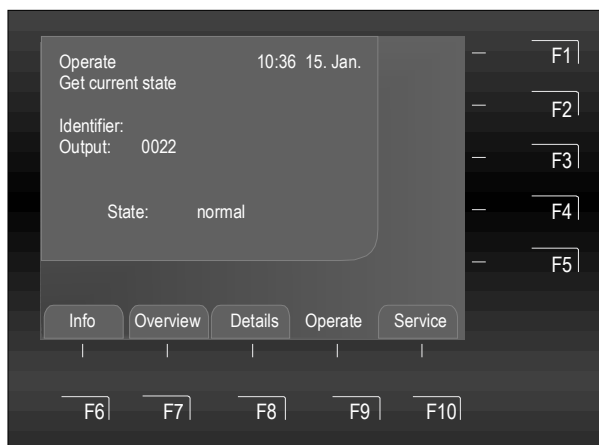 Operate 10:36 15. Jan.
Get current state
Identifier:
Output: 0022
State: normal
Info Overview Details Operate Service
F1
F2
F3
F4
F5
F6 F7 F8 F9 F10